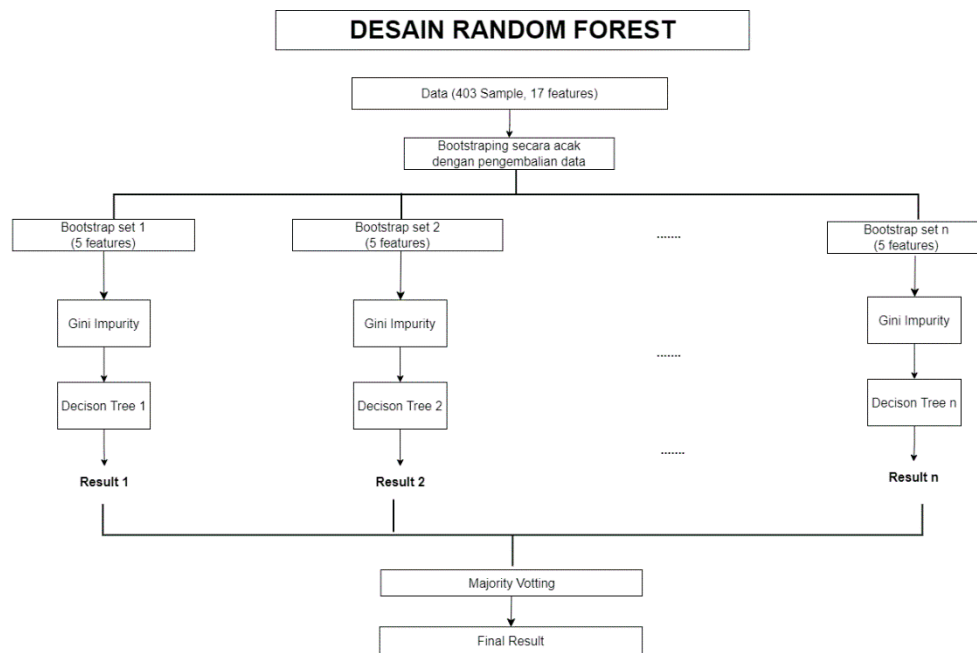 DESAIN RANDOM FOREST
Data (403 Sample, 17 features)
Bootstraping secara acak
dengan pengembalian data
Bootstrap set 1
(5 features)
Bootstrap set 2
(5 features)
.......
Bootstrap set n
(5 features)
Gini Impurity
Gini Impurity
.......
Gini Impurity
Decison Tree 1
Decison Tree 2
Decison Tree n
.......
Result 1
Result 2
Result n
Majority Votting
Final Result